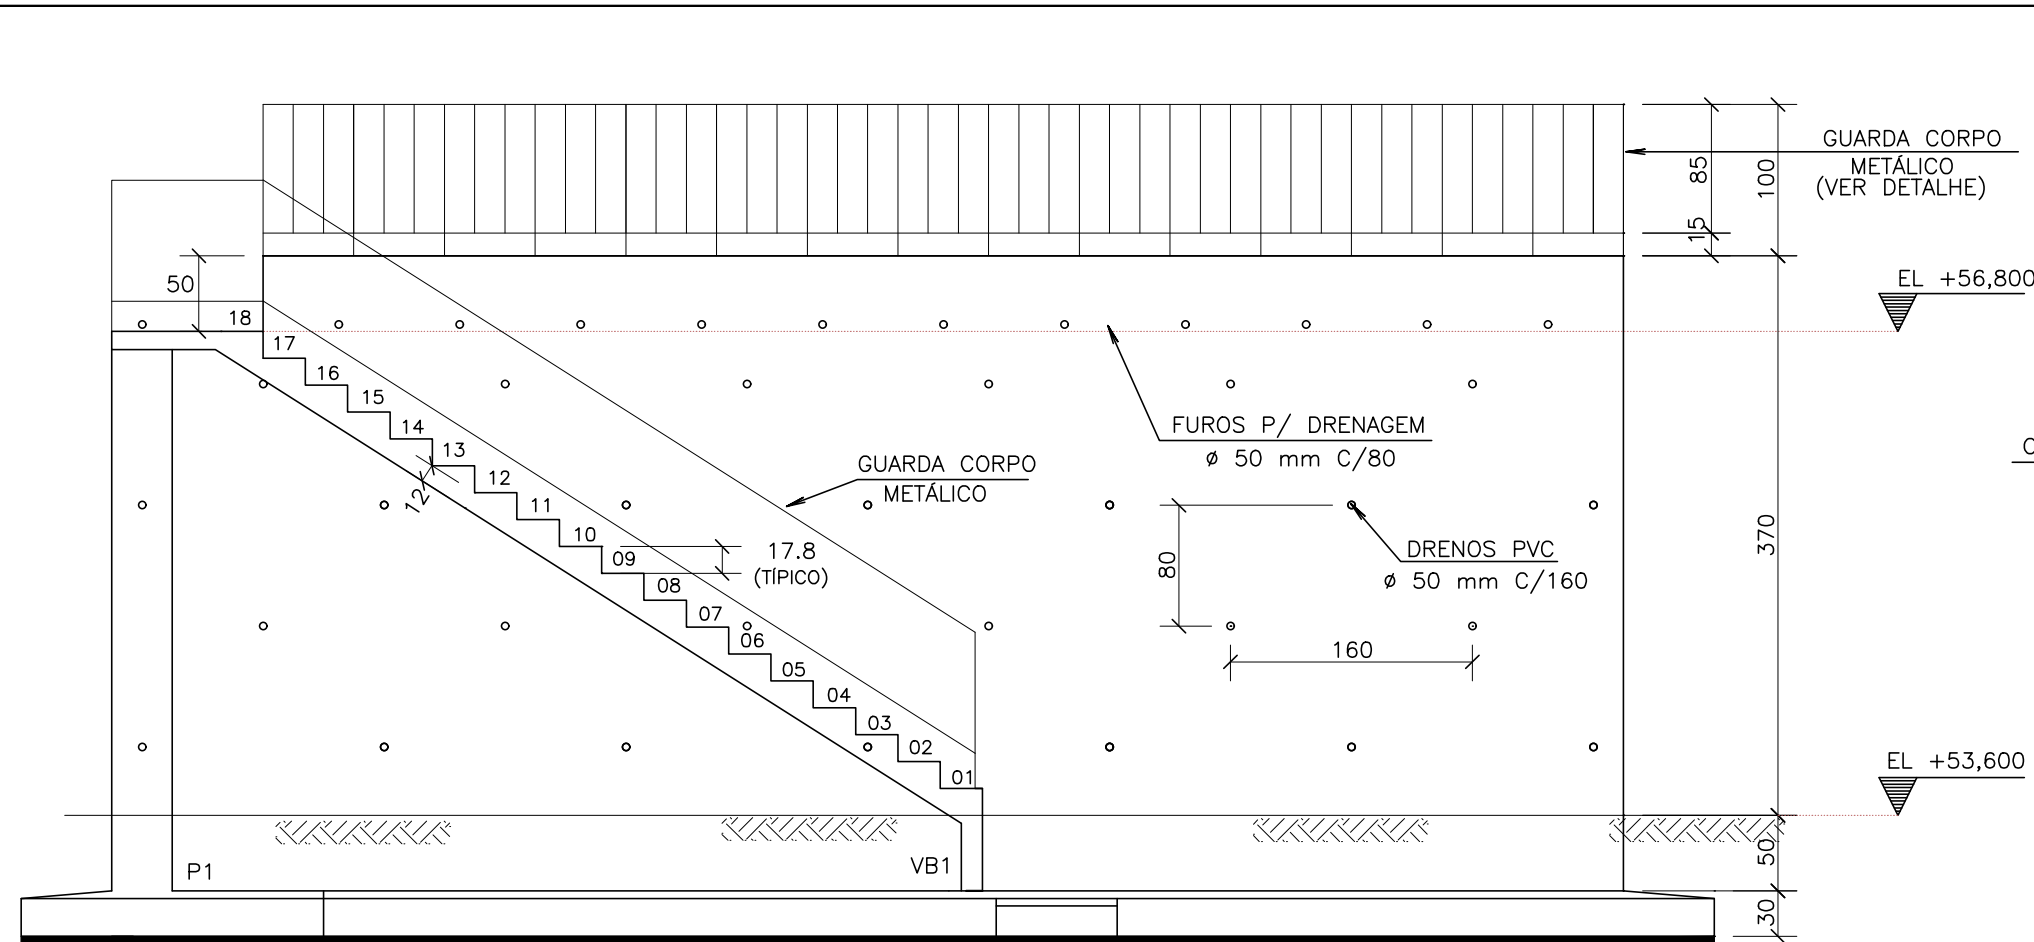 GUARDA CORPO
METÁLICO
(VER DETALHE)
85
100
15
50
EL +56,800
18
17
16
15
14
13
12
11
10
09
08
07
06
05
04
03
02
01
12
FUROS P/ DRENAGEM
ø 50 mm C/80
GUARDA CORPO
METÁLICO
17.8
(TÍPICO)
DRENOS PVC
ø 50 mm C/160
80
160
370
EL +53,600
P1
VB1
50
30